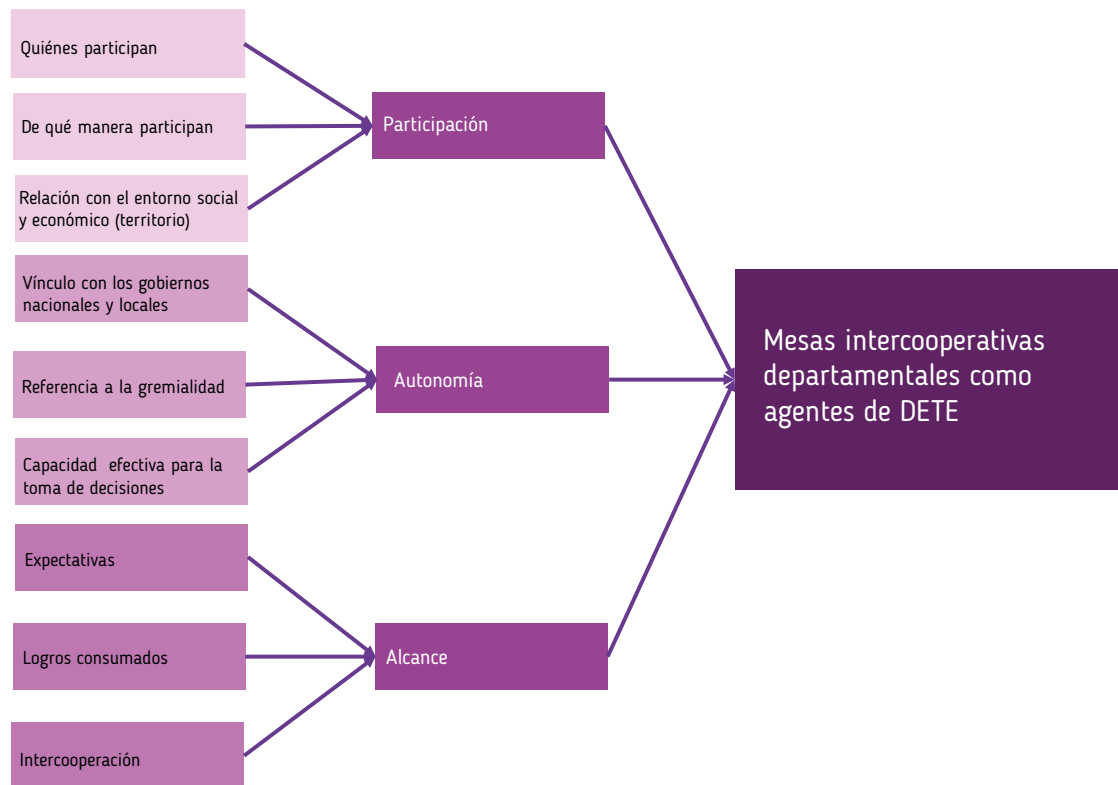 Quiénes participan
De qué manera participan
Relación con el entorno social
y económico (territorio)
Participación
Vínculo con los gobiernos
nacionales y locales
Referencia a la gremialidad
Capacidad efectiva para la
toma de decisiones
Autonomía
Expectativas
Logros consumados
Intercooperación
Alcance
Mesas intercooperativas
departamentales como
agentes de DETE